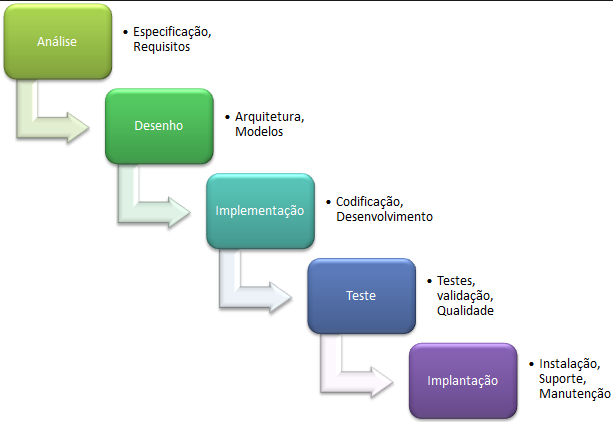 Análise
• Especificação,
Requisitos
Desenho
• Arquitetura,
Modelos
Implementação
• Codificação,
Desenvolvimento
Teste
• Testes,
validação,
Qualidade
Implantação
• Instalação,
Suporte,
Manutenção